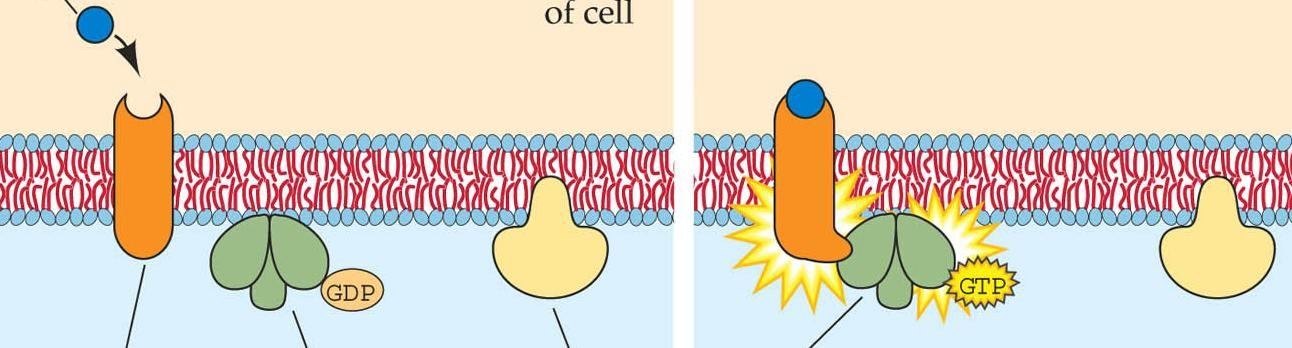 of cell
GDP
GTP